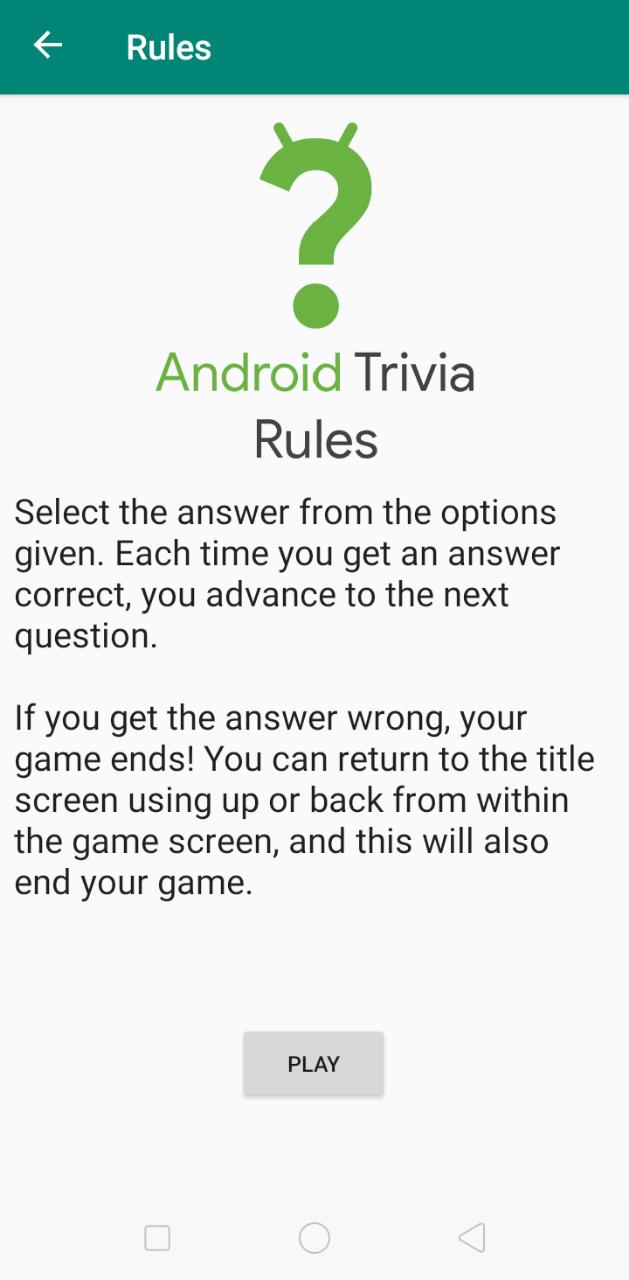 Rules
Android Trivia
Rules
Select the answer from the options
given. Each time you get an answer
correct, you advance to the next
question.
If you get the answer wrong, your
game ends! You can return to the title
screen using up or back from within
the game screen, and this will also
end your game.
PLAY